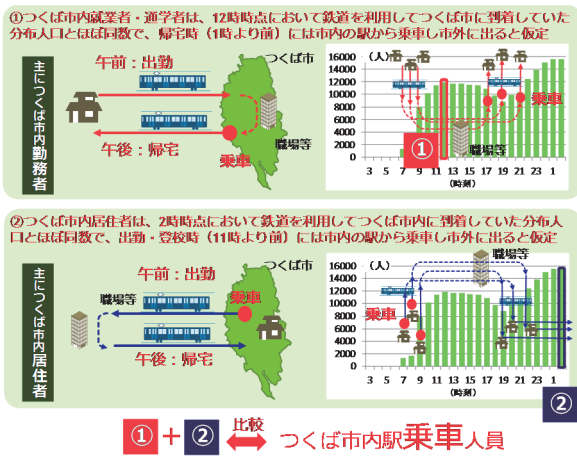 ①つくば市内就業者・通学者は、12時時点において鉄道を利用してつくば市に到着していた
分布人口とほぼ同数で、帰宅時（1時より前）には市内の駅から乗車し市外に出ると仮定
主につくば市内勤務者
午前：出勤
つくば市
午後：帰宅
乗車
職場等
（人）
16000
14000
12000
10000
8000
6000
4000
2000
0
乗車
①
職場等
3 5 7 9 11 13 15 17 19 21 23 1
（時刻）
②つくば市内居住者は、2時時点において鉄道を利用してつくば市内に到着していた分布人
口とほぼ同数で、出勤・登校時（11時より前）には市内の駅から乗車し市外に出ると仮定
主につくば市内居住者
午前：出勤
つくば市
職場等
乗車
午後：帰宅
（人）
職場等
16000
14000
12000
10000
8000
6000
4000
2000
0
乗車
3 5 7 9 11 13 15 17 19 21 23 1
（時刻）
②
①＋② 比較 つくば市内駅乗車人員